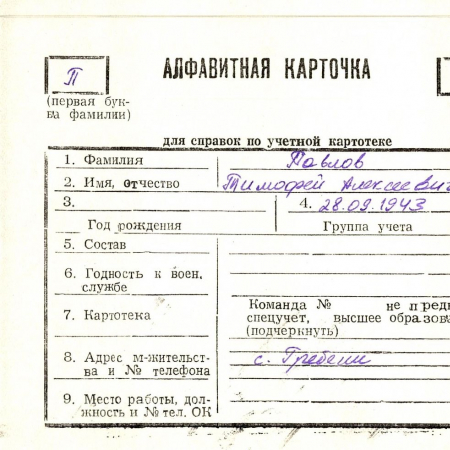 П
АЛФАВИТНАЯ КАРТОЧКА
(первая бук-
ва фамилии)
для справок по учетной картотеке
1. Фамилия Павлов
2. Имя, отчество Тимофей Алексеевич
3. 4. 28.09.1943
Год рождения Группа учета
5. Состав
6. Годность к воен.
службе
Команда № не предн
7. Картотека спецучет, высшее образов
(подчеркнуть)
8. Адрес м-жительст- с. Гребени
ва и № телефона
9. Место работы, дол-
жность и № тел. ОК